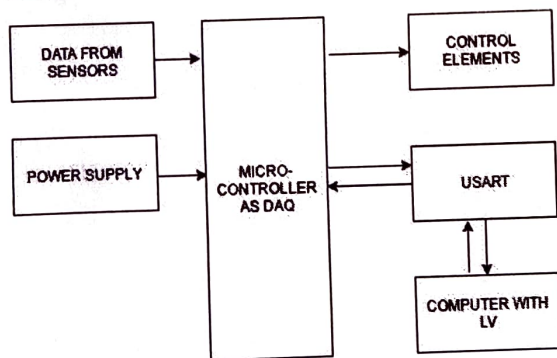 DATA FROM
SENSORS
CONTROL
ELEMENTS
POWER SUPPLY
MICRO-
CONTROLLER
AS DAQ
USART
COMPUTER WITH
LV